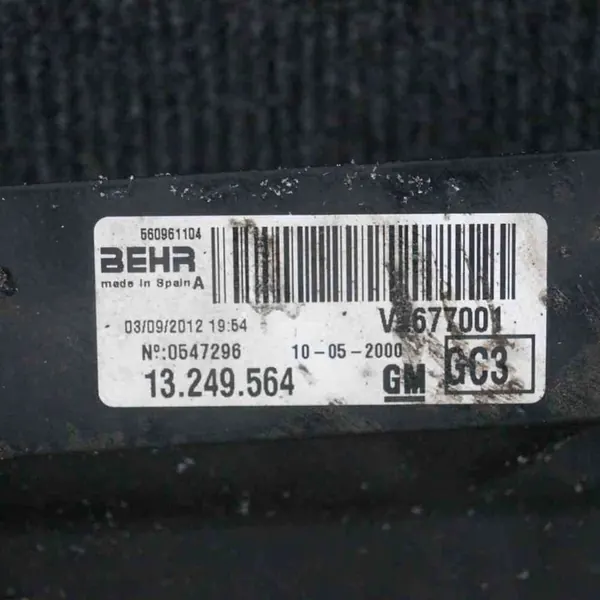 560961104
BEHR
made in Spain A
03/09/2012 19:54
677001
Nº:0547296
10-05-2000
13.249.564
GM
GC3